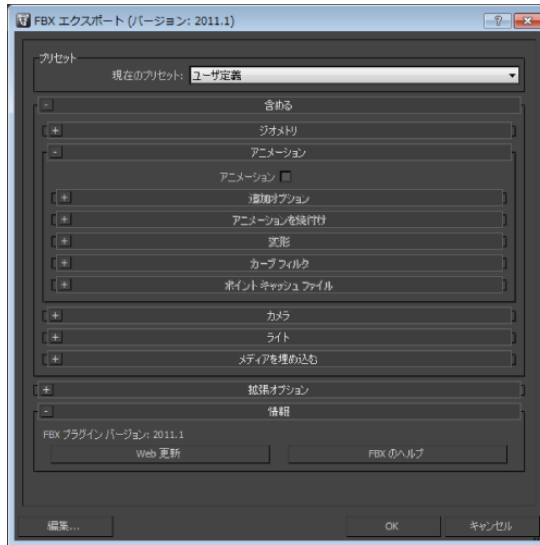 FBX エクスポート (バージョン: 2011.1)
プリセット
現在のプリセット: ユーザ定義
- 含める
+ ジオメトリ
- アニメーション
アニメーション
+ 追加オプション
+ アニメーションを焼付け
+ 変形
+ カーブ フィルタ
+ ポイント キャッシュ ファイル
+ カメラ
+ ライト
+ メディアを埋め込む
+ 拡張オプション
- 情報
FBX プラグイン バージョン: 2011.1
Web 更新 FBX のヘルプ
編集... OK キャンセル